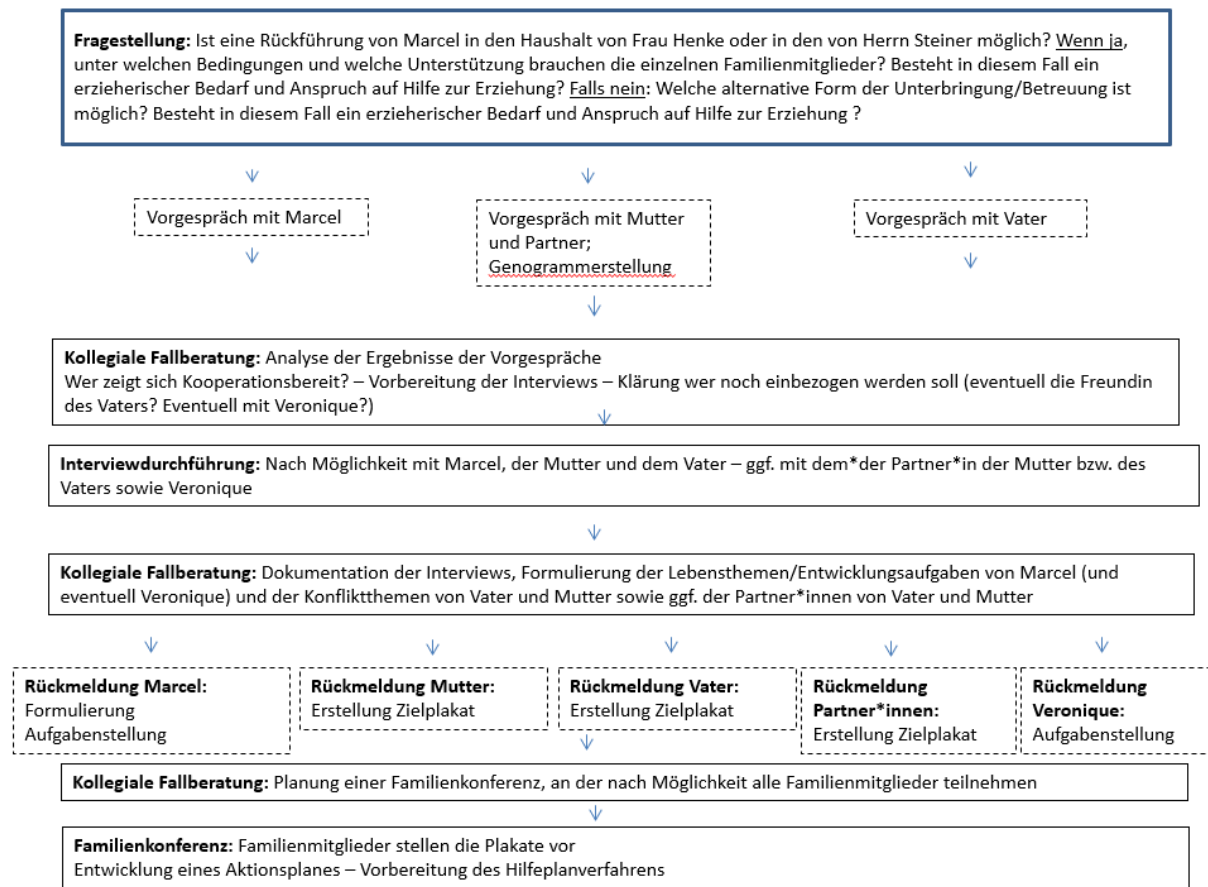 Fragestellung: Ist eine Rückführung von Marcel in den Haushalt von Frau Henke oder in den von Herrn Steiner möglich? Wenn ja,
unter welchen Bedingungen und welche Unterstützung brauchen die einzelnen Familienmitglieder? Besteht in diesem Fall ein
erzieherischer Bedarf und Anspruch auf Hilfe zur Erziehung? Falls nein: Welche alternative Form der Unterbringung/Betreuung ist
möglich? Besteht in diesem Fall ein erzieherischer Bedarf und Anspruch auf Hilfe zur Erziehung ?
Vorgespräch mit Marcel
Vorgespräch mit Mutter
und Partner;
Genogrammerstellung
Vorgespräch mit Vater
Kollegiale Fallberatung: Analyse der Ergebnisse der Vorgespräche
Wer zeigt sich Kooperationsbereit? – Vorbereitung der Interviews – Klärung wer noch einbezogen werden soll (eventuell die Freundin
des Vaters? Eventuell mit Veronique?)
Interviewdurchführung: Nach Möglichkeit mit Marcel, der Mutter und dem Vater – ggf. mit dem*der Partner*in der Mutter bzw. des
Vaters sowie Veronique
Kollegiale Fallberatung: Dokumentation der Interviews, Formulierung der Lebensthemen/Entwicklungsaufgaben von Marcel (und
eventuell Veronique) und der Konfliktthemen von Vater und Mutter sowie ggf. der Partner*innen von Vater und Mutter
Rückmeldung Marcel:
Formulierung
Aufgabenstellung
Rückmeldung Mutter:
Erstellung Zielplakat
Rückmeldung Vater:
Erstellung Zielplakat
Rückmeldung
Partner*innen:
Erstellung Zielplakat
Rückmeldung
Veronique:
Aufgabenstellung
Kollegiale Fallberatung: Planung einer Familienkonferenz, an der nach Möglichkeit alle Familienmitglieder teilnehmen
Familienkonferenz: Familienmitglieder stellen die Plakate vor
Entwicklung eines Aktionsplanes – Vorbereitung des Hilfeplanverfahrens